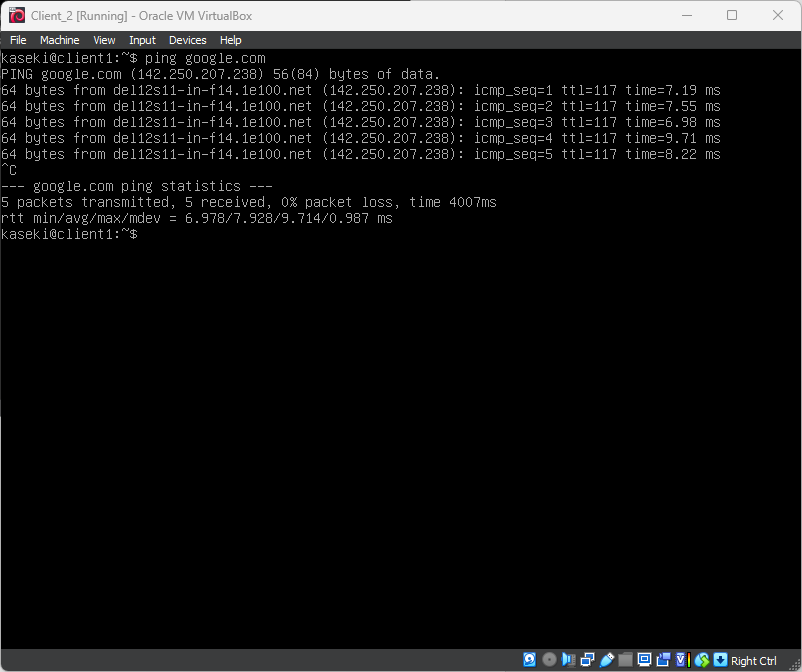 Client_2 [Running] - Oracle VM VirtualBox
File Machine View Input Devices Help
kaseki@client1:~$ ping google.com
PING google.com (142.250.207.238) 56(84) bytes of data.
64 bytes from del12s11-in-f14.1e100.net (142.250.207.238): icmp_seq=1 ttl=117 time=7.19 ms
64 bytes from del12s11-in-f14.1e100.net (142.250.207.238): icmp_seq=2 ttl=117 time=7.55 ms
64 bytes from del12s11-in-f14.1e100.net (142.250.207.238): icmp_seq=3 ttl=117 time=6.98 ms
64 bytes from del12s11-in-f14.1e100.net (142.250.207.238): icmp_seq=4 ttl=117 time=9.71 ms
64 bytes from del12s11-in-f14.1e100.net (142.250.207.238): icmp_seq=5 ttl=117 time=8.22 ms
^C
--- google.com ping statistics ---
5 packets transmitted, 5 received, 0% packet loss, time 4007ms
rtt min/avg/max/mdev = 6.978/7.928/9.714/0.987 ms
kaseki@client1:~$
Right Ctrl